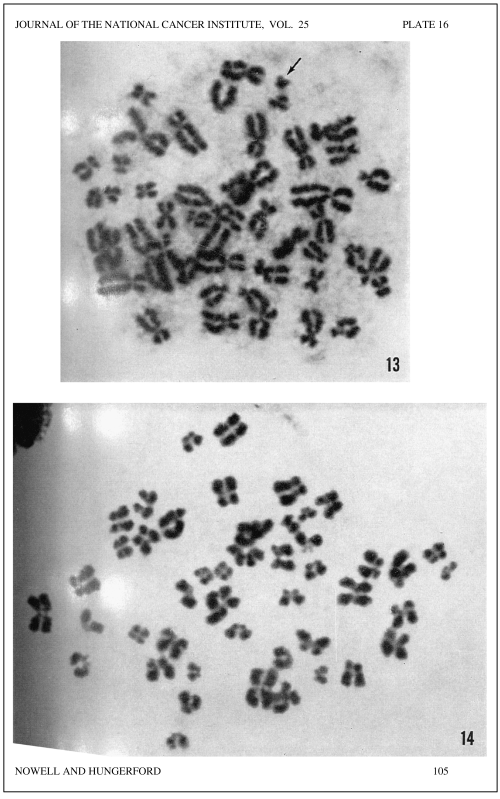 JOURNAL OF THE NATIONAL CANCER INSTITUTE, VOL. 25 PLATE 16
13
14
NOWELL AND HUNGERFORD 105